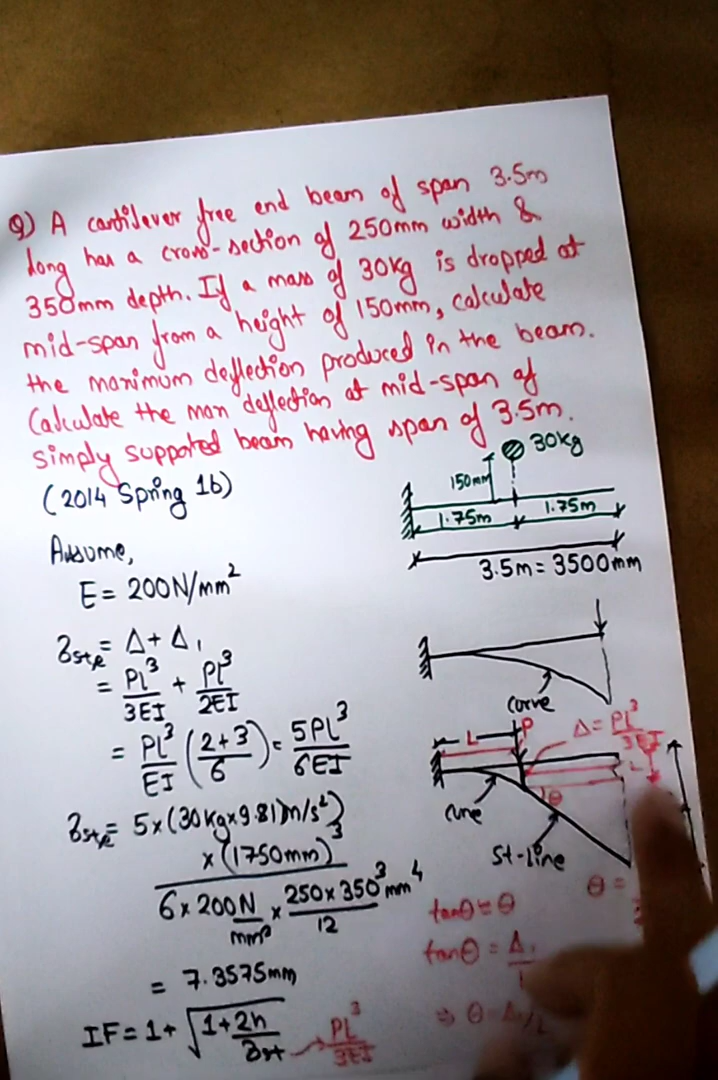 Q) A cantilever free end beam of span 3.5m
long has a cross-section of 250mm width &
350mm depth. If a mass of 30kg is dropped at
mid-span from a height of 150mm, calculate
the maximum deflection produced in the beam.
Calculate the max deflection at mid-span of
simply supported beam having span of 3.5m.
(2014 Spring 1b)
30kg
150mm
1.75m 1.75m
3.5m = 3500mm
Assume,
E = 200N/mm²
δst,e = Δ + Δ₁
= PL³/3EI + PL³/2EI
= PL³/EI (2+3/6) = 5PL³/6EI
δst,e = 5×(30kg×9.81m/s²)
×(1750mm)³
6×200N/mm² × 250×350³mm⁴/12
= 7.3575mm
IF = 1+√1+2h/δst → PL³/3EI
curve
L P Δ = PL³/3EI
L
θ
curve
st-line
θ =
tanθ ≈ θ
tanθ = Δ₁/L
⇒ θ = Δ₁/L